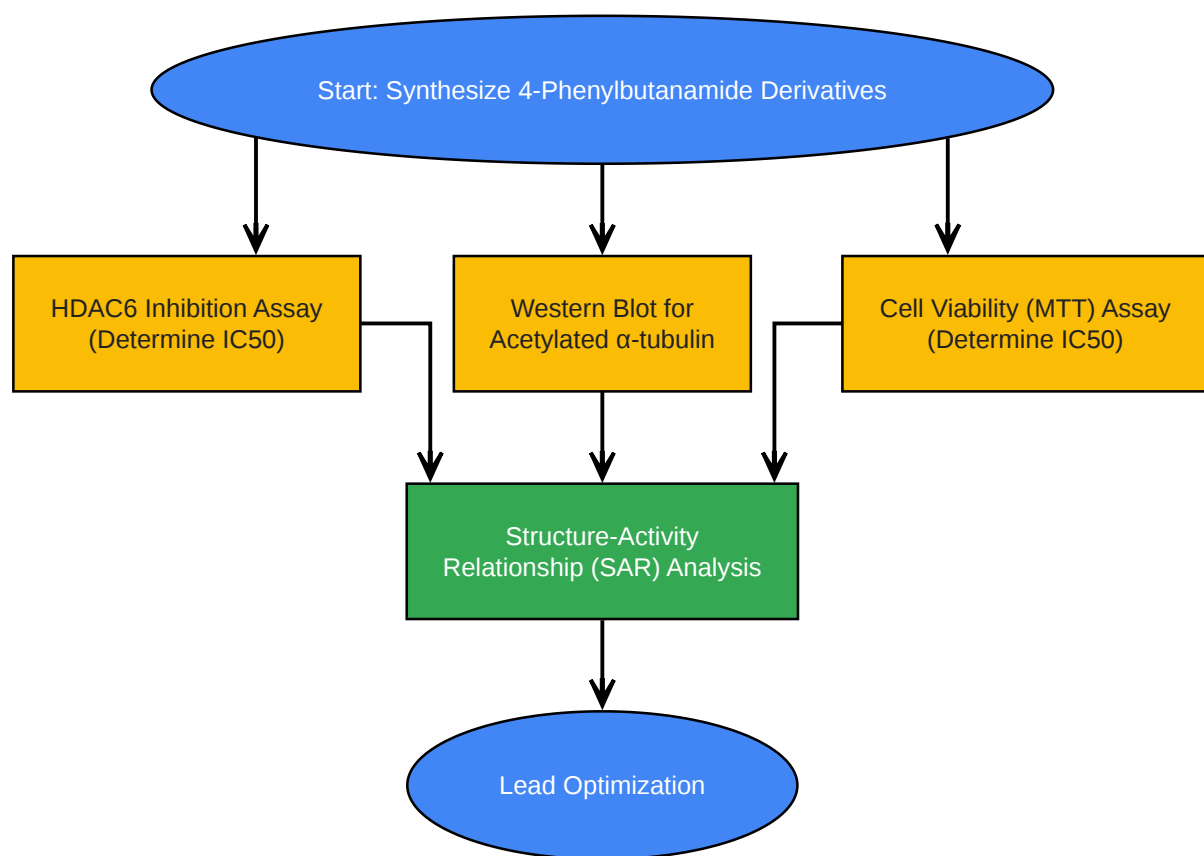 Start: Synthesize 4-Phenylbutanamide Derivatives
HDAC6 Inhibition Assay
(Determine IC50)
Western Blot for
Acetylated α-tubulin
Cell Viability (MTT) Assay
(Determine IC50)
Structure-Activity
Relationship (SAR) Analysis
Lead Optimization